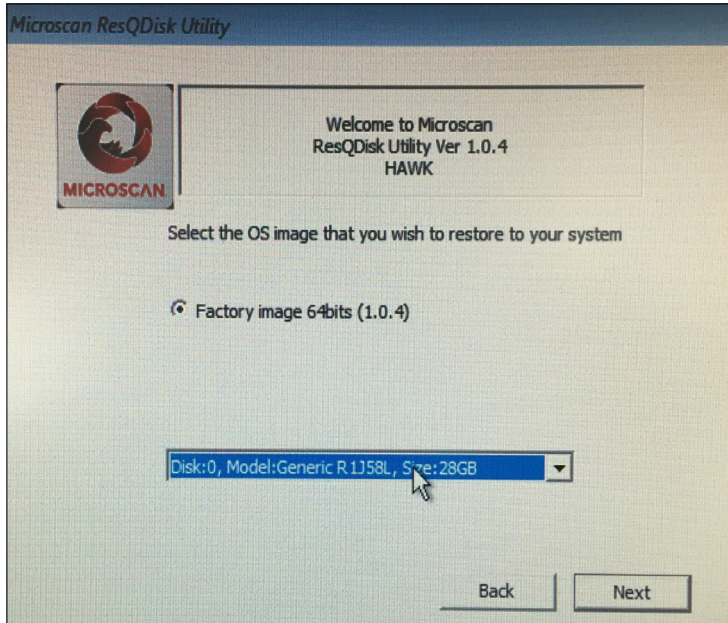 Microscan ResQDisk Utility
MICROSCAN
Welcome to Microscan
ResQDisk Utility Ver 1.0.4
HAWK
Select the OS image that you wish to restore to your system
Factory image 64bits (1.0.4)
Disk:0, Model:Generic R1J58L, Size:28GB
Back
Next